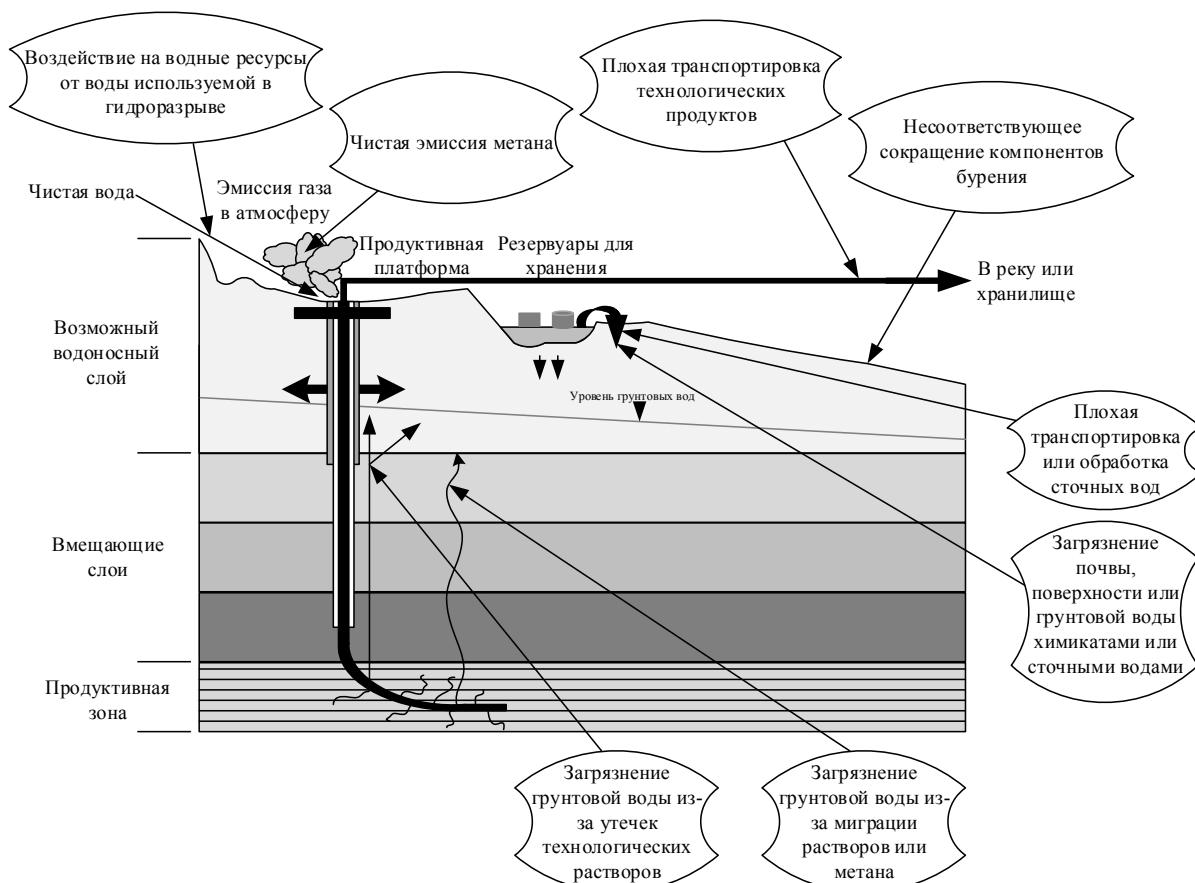 Воздействие на водные ресурсы
от воды используемой в
гидроразрыве
Чистая эмиссия метана
Плохая транспортировка
технологических
продуктов
Несоответствующее
сокращение компонентов
бурения
Чистая вода
Эмиссия газа
в атмосферу
Продуктивная
платформа
Резервуары для
хранения
В реку или
хранилище
Возможный
водоносный
слой
Уровень грунтовых вод
Плохая
транспортировка
или обработка
сточных вод
Вмещающие
слои
Загрязнение
почвы,
поверхности или
грунтовой воды
химикатами или
сточными водами
Продуктивная
зона
Загрязнение
грунтовой воды из-
за утечек
технологических
растворов
Загрязнение
грунтовой воды из-
за миграции
растворов или
метана